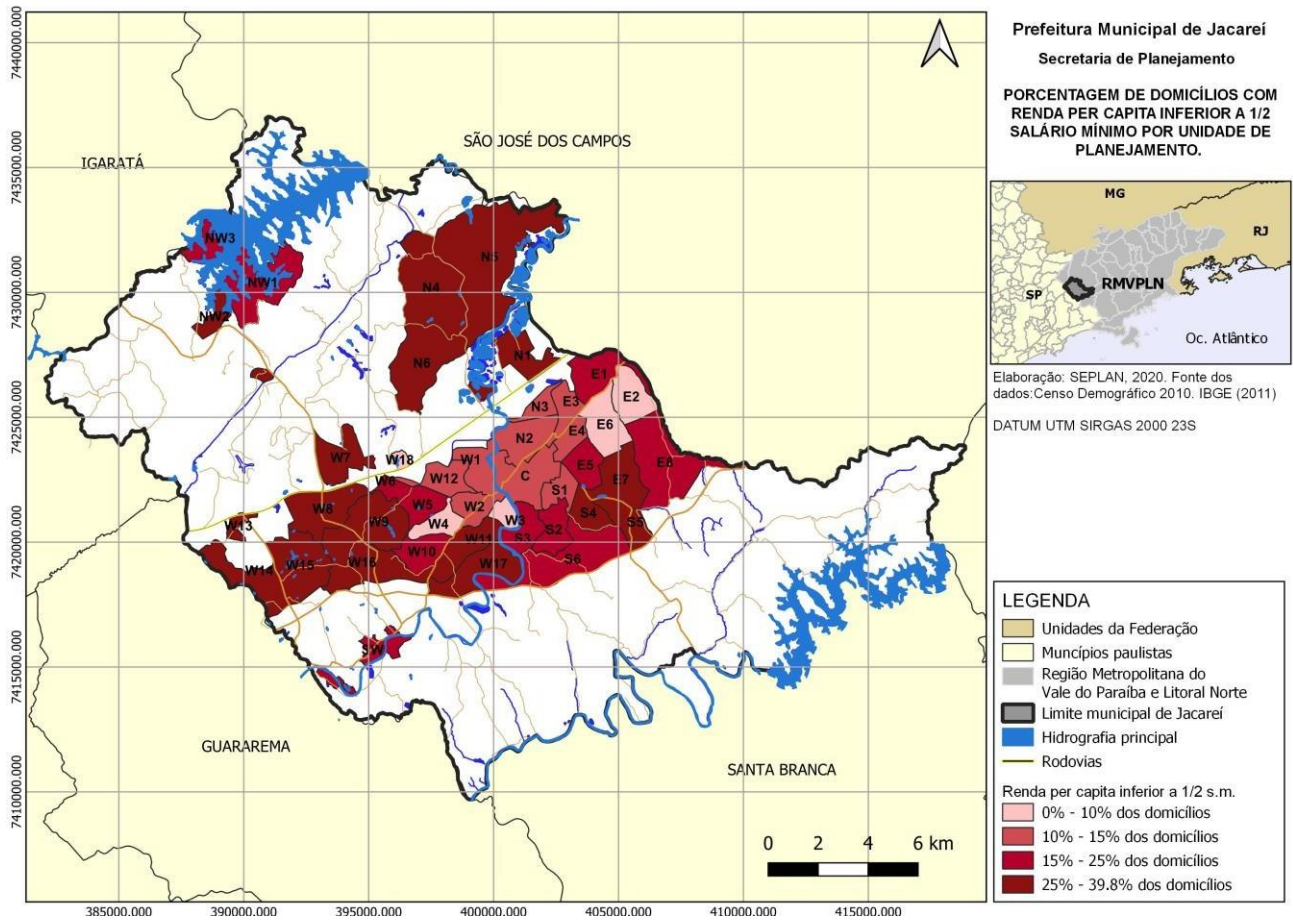 Prefeitura Municipal de Jacareí
Secretaria de Planejamento
PORCENTAGEM DE DOMICÍLIOS COM
RENDA PER CAPITA INFERIOR A 1/2
SALÁRIO MÍNIMO POR UNIDADE DE
PLANEJAMENTO.
MG
RJ
SP
RMVPLN
Oc. Atlântico
Elaboração: SEPLAN, 2020. Fonte dos
dados:Censo Demográfico 2010. IBGE (2011)
DATUM UTM SIRGAS 2000 23S
LEGENDA
Unidades da Federação
Muncípios paulistas
Região Metropolitana do
Vale do Paraíba e Litoral Norte
Limite municipal de Jacareí
Hidrografia principal
Rodovias
Renda per capita inferior a 1/2 s.m.
0% - 10% dos domicílios
10% - 15% dos domicílios
15% - 25% dos domicílios
25% - 39.8% dos domicílios
IGARATÁ
SÃO JOSÉ DOS CAMPOS
GUARAREMA
SANTA BRANCA
NW3
NW1
NW2
N5
N4
N6
N1
E1
E2
E3
N3
E6
E4
N2
W18
W1
W7
W12
C
E5
E8
E7
W6
S1
W5
W2
W8
W9
W4
W3
S4
S5
W13
S2
W11
S3
W10
W14
W15
W16
W17
S6
SW
0 2 4 6 km
7440000.000
7435000.000
7430000.000
7425000.000
7420000.000
7415000.000
7410000.000
385000.000 390000.000 395000.000 400000.000 405000.000 410000.000 415000.000